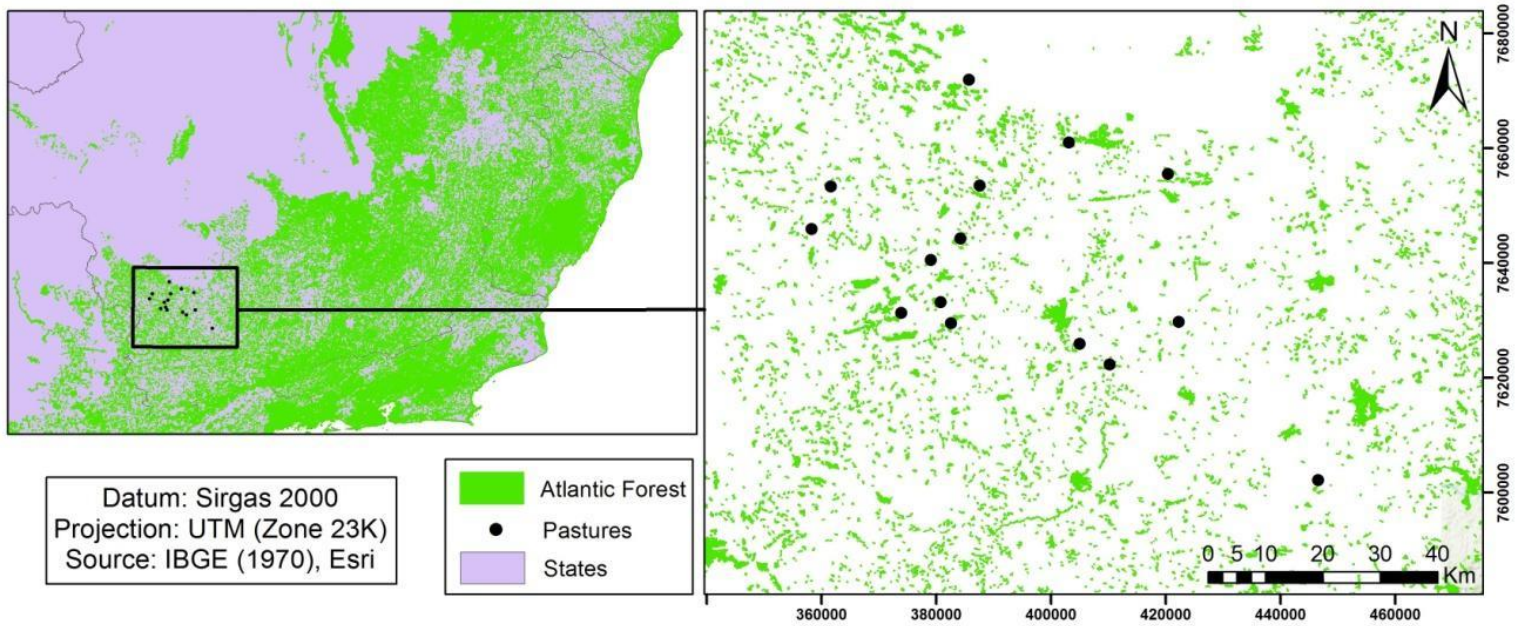 Datum: Sirgas 2000
Projection: UTM (Zone 23K)
Source: IBGE (1970), Esri
Atlantic Forest
Pastures
States
N
7680000
7660000
7640000
7620000
7600000
0 5 10 20 30 40
Km
360000 380000 400000 420000 440000 460000